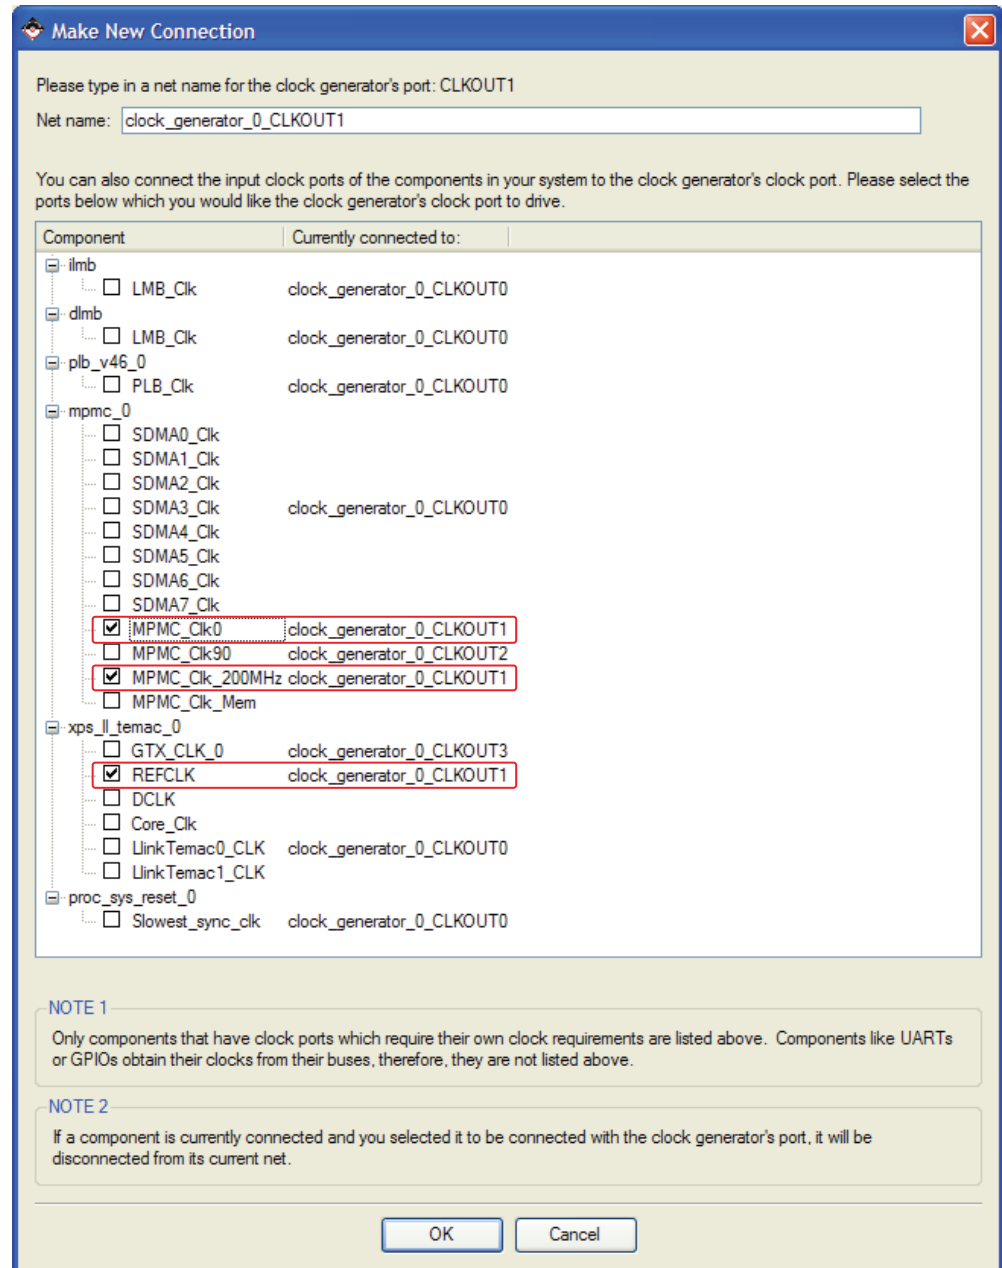 Make New Connection
Please type in a net name for the clock generator's port: CLKOUT1
Net name: clock_generator_0_CLKOUT1
You can also connect the input clock ports of the components in your system to the clock generator's clock port. Please select the
ports below which you would like the clock generator's clock port to drive.
Component Currently connected to:
ilmb
LMB_Clk clock_generator_0_CLKOUT0
dlmb
LMB_Clk clock_generator_0_CLKOUT0
plb_v46_0
PLB_Clk clock_generator_0_CLKOUT0
mpmc_0
SDMA0_Clk
SDMA1_Clk
SDMA2_Clk
SDMA3_Clk clock_generator_0_CLKOUT0
SDMA4_Clk
SDMA5_Clk
SDMA6_Clk
SDMA7_Clk
MPMC_Clk0 clock_generator_0_CLKOUT1
MPMC_Clk90 clock_generator_0_CLKOUT2
MPMC_Clk_200MHz clock_generator_0_CLKOUT1
MPMC_Clk_Mem
xps_ll_temac_0
GTX_CLK_0 clock_generator_0_CLKOUT3
REFCLK clock_generator_0_CLKOUT1
DCLK
Core_Clk
LlinkTemac0_CLK clock_generator_0_CLKOUT0
LlinkTemac1_CLK
proc_sys_reset_0
Slowest_sync_clk clock_generator_0_CLKOUT0
NOTE 1
Only components that have clock ports which require their own clock requirements are listed above. Components like UARTs
or GPIOs obtain their clocks from their buses, therefore, they are not listed above.
NOTE 2
If a component is currently connected and you selected it to be connected with the clock generator's port, it will be
disconnected from its current net.
OK Cancel